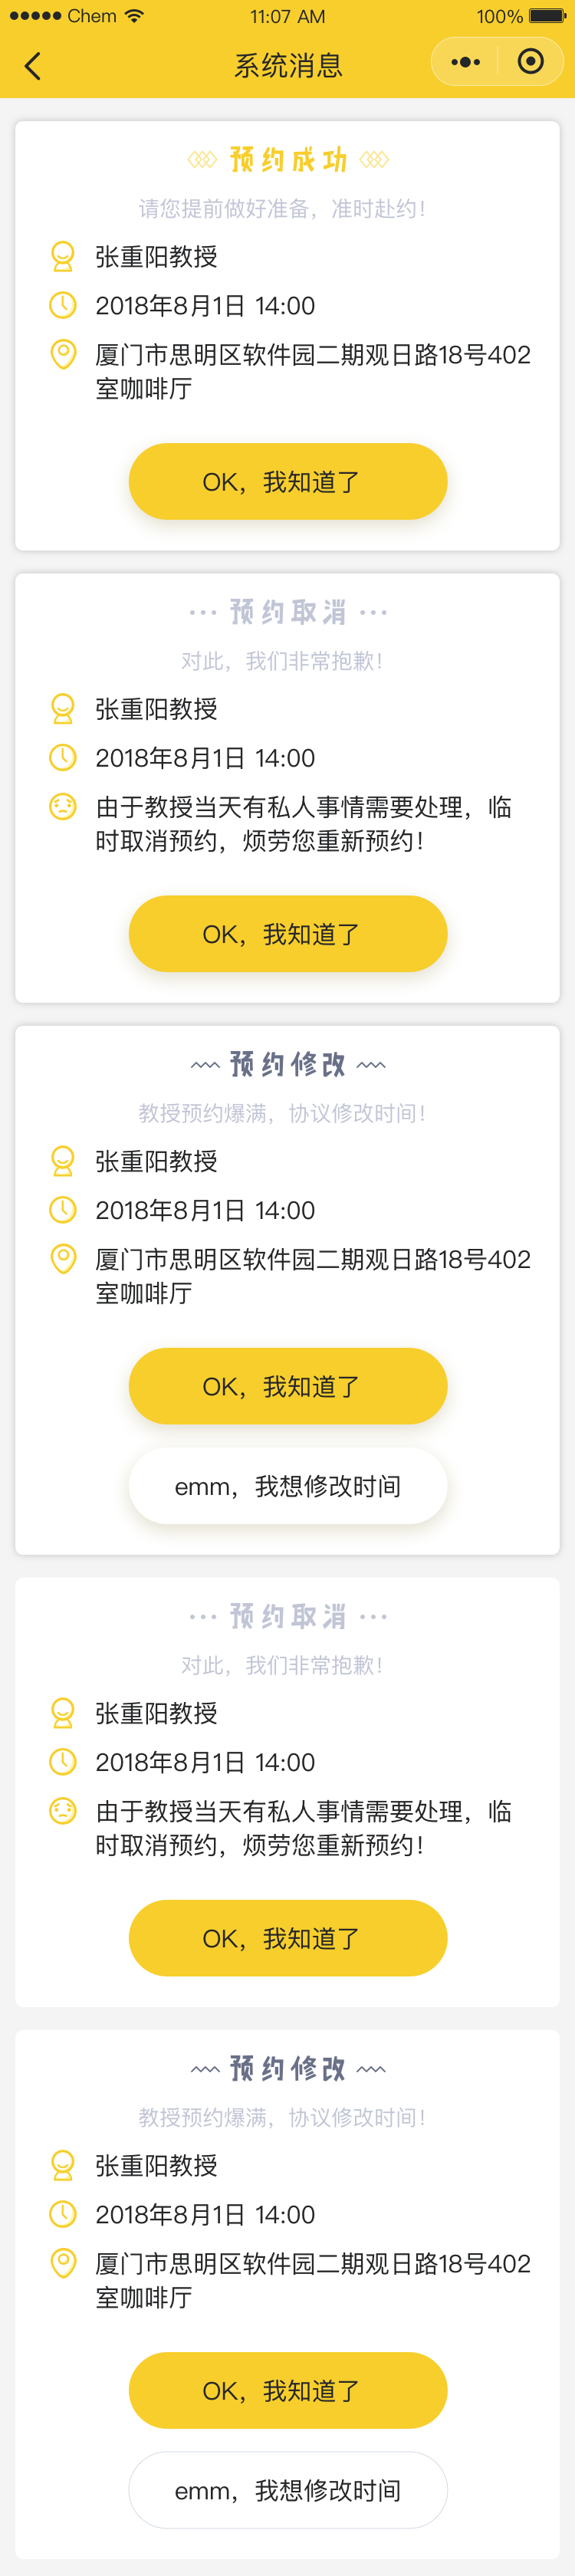 Chem 11:07 AM 100%
系统消息
预约成功
请您提前做好准备，准时赴约！
张重阳教授
2018年8月1日 14:00
厦门市思明区软件园二期观日路18号402
室咖啡厅
OK，我知道了
预约取消
对此，我们非常抱歉！
张重阳教授
2018年8月1日 14:00
由于教授当天有私人事情需要处理，临
时取消预约，烦劳您重新预约！
OK，我知道了
预约修改
教授预约爆满，协议修改时间！
张重阳教授
2018年8月1日 14:00
厦门市思明区软件园二期观日路18号402
室咖啡厅
OK，我知道了
emm，我想修改时间
预约取消
对此，我们非常抱歉！
张重阳教授
2018年8月1日 14:00
由于教授当天有私人事情需要处理，临
时取消预约，烦劳您重新预约！
OK，我知道了
预约修改
教授预约爆满，协议修改时间！
张重阳教授
2018年8月1日 14:00
厦门市思明区软件园二期观日路18号402
室咖啡厅
OK，我知道了
emm，我想修改时间